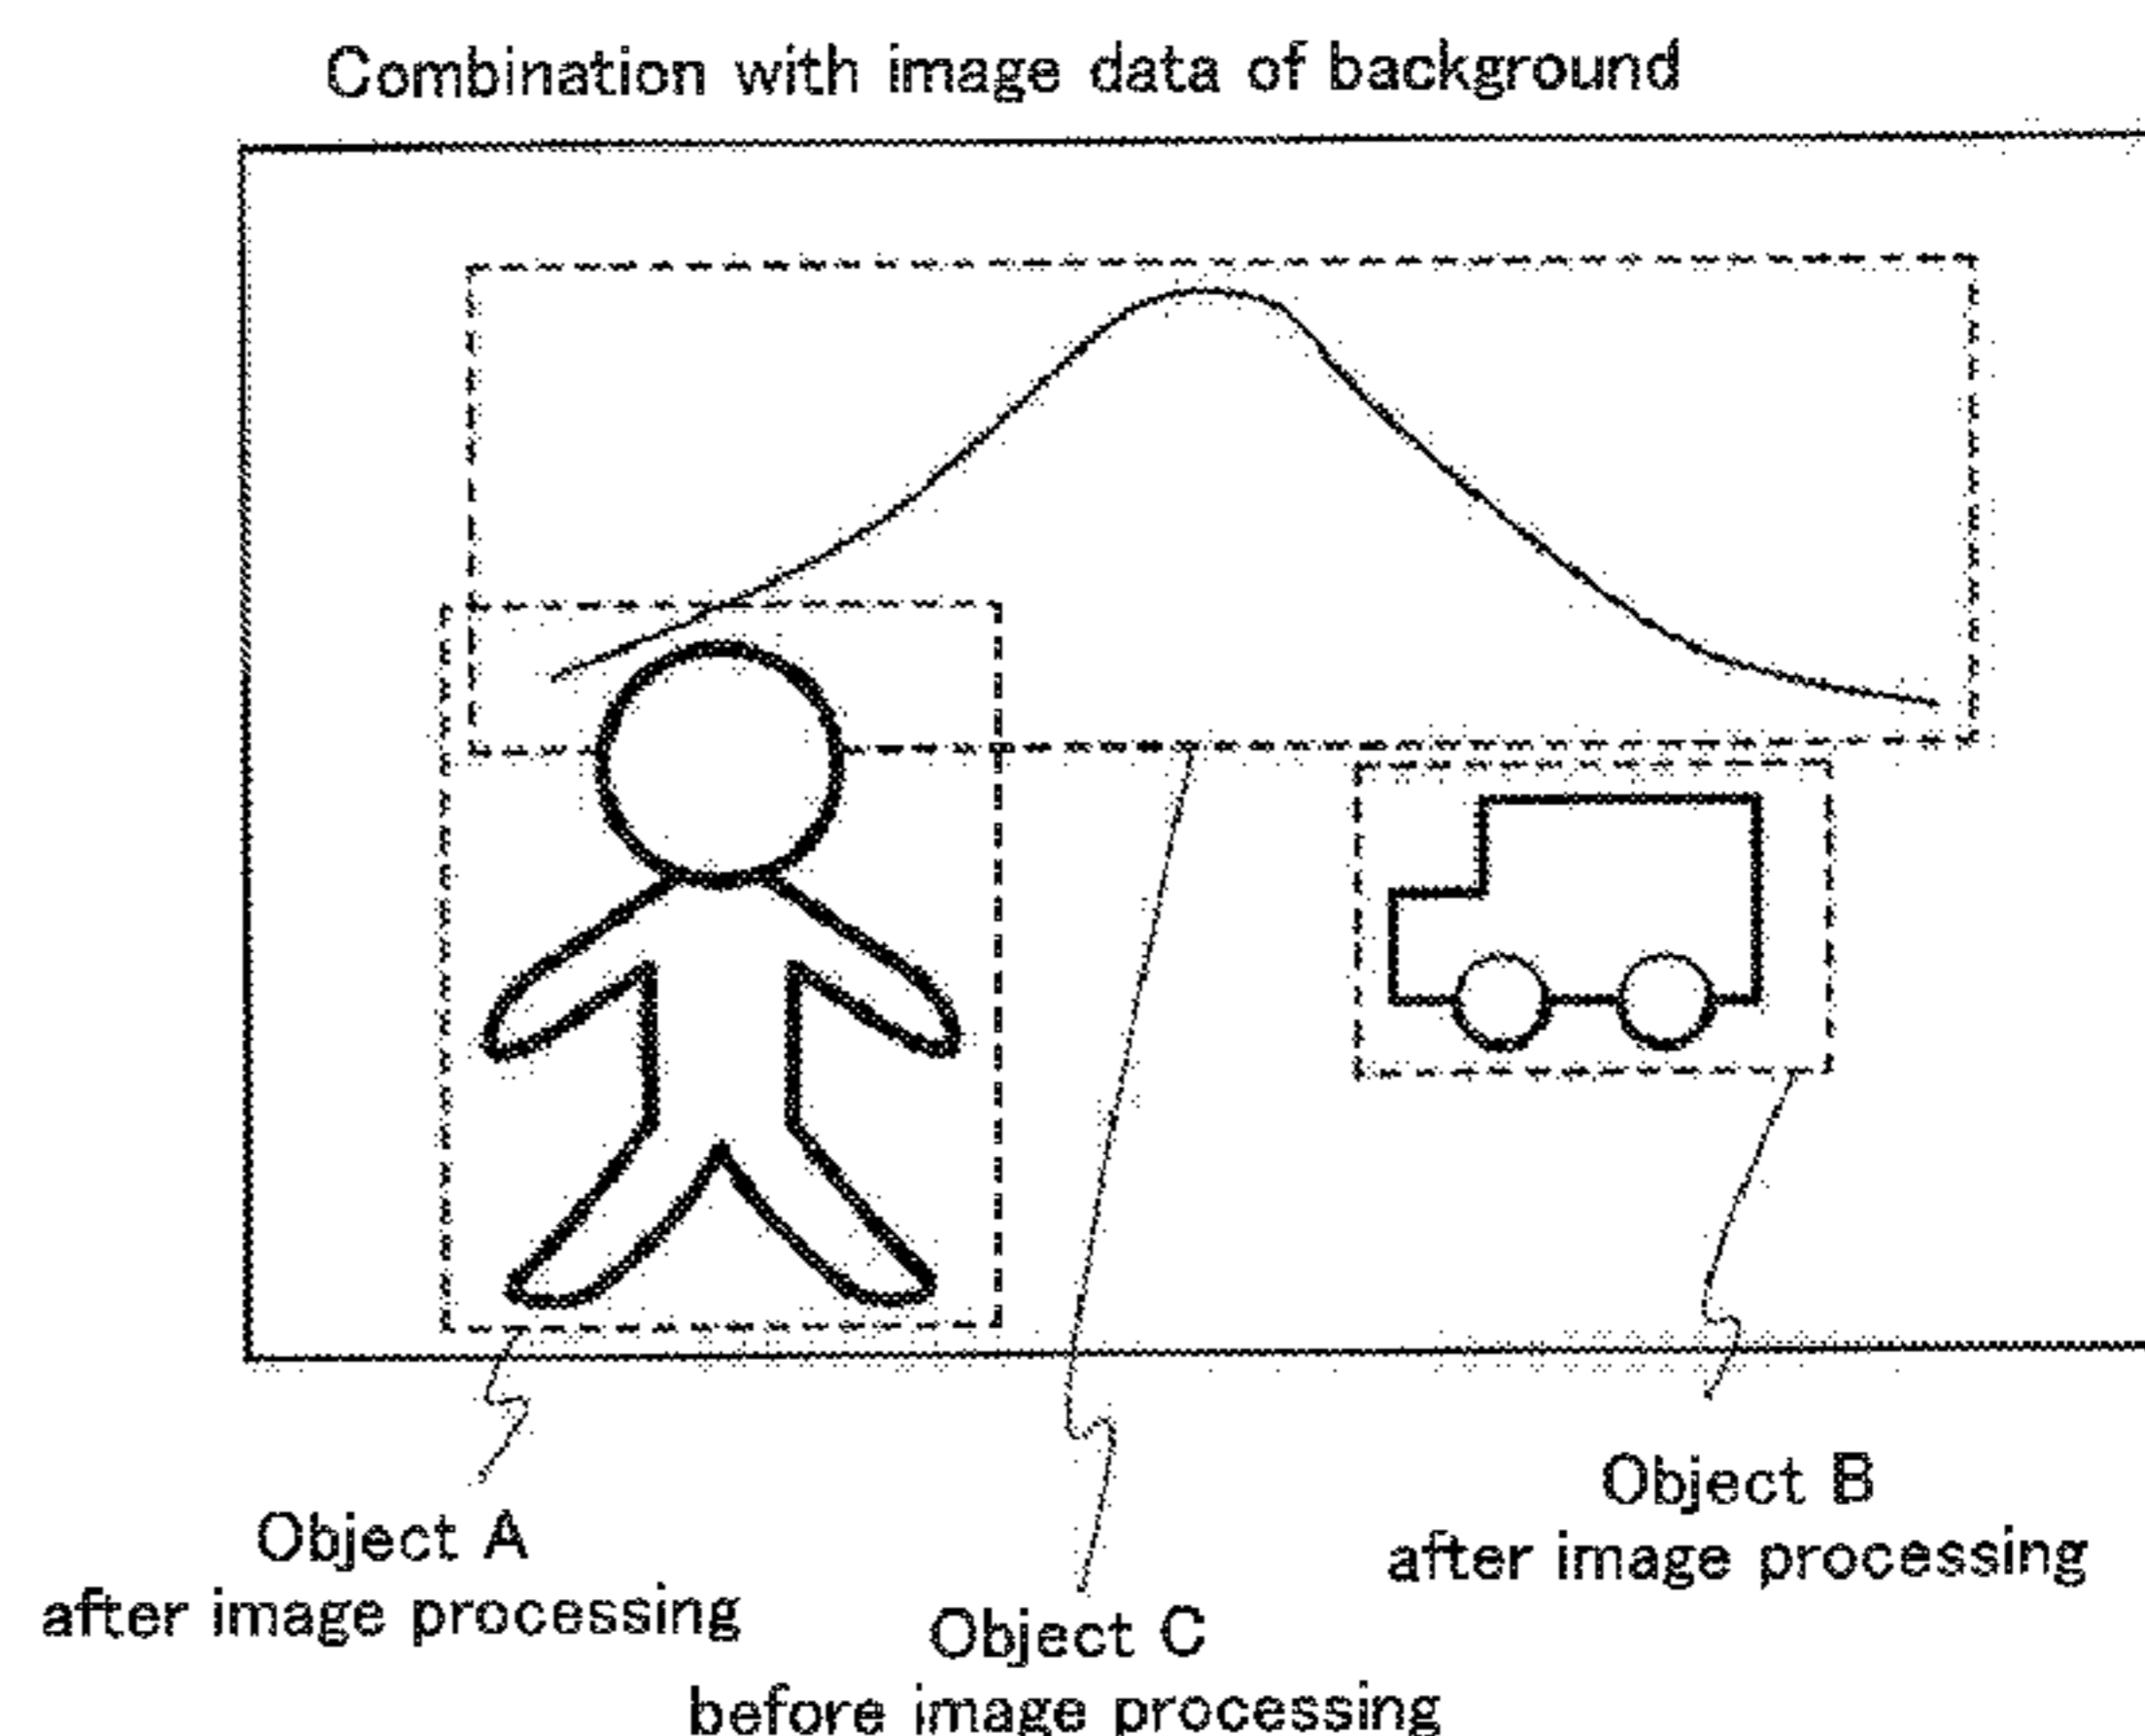 Combination with image data of background
Object A
after image processing
Object C
before image processing
Object B
after image processing